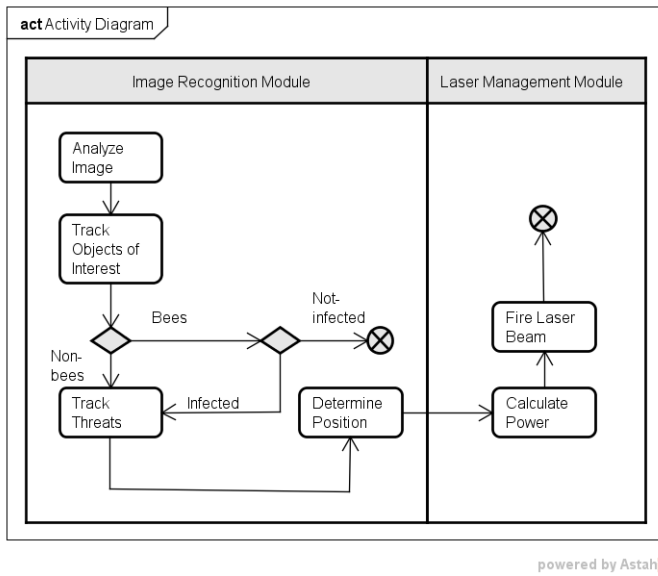 act Activity Diagram
Image Recognition Module
Laser Management Module
Analyze
Image
Track
Objects of
Interest
Bees
Not-
infected
Non-
bees
Fire Laser
Beam
Track
Threats
Infected
Determine
Position
Calculate
Power
powered by Astah